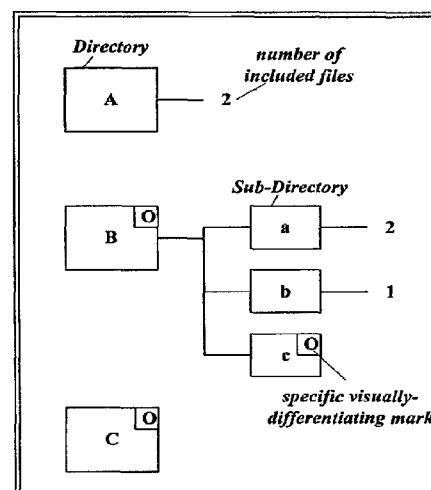 Directory
number of
included files
A
2
Sub-Directory
O
B
a
2
b
1
O
c
specific visually-
differentiating mark
O
C